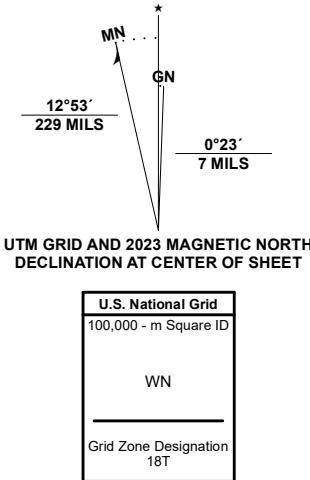 ★
MN
GN
12°53´
229 MILS
0°23´
7 MILS
UTM GRID AND 2023 MAGNETIC NORTH
DECLINATION AT CENTER OF SHEET
U.S. National Grid
100,000 - m Square ID
WN
Grid Zone Designation
18T